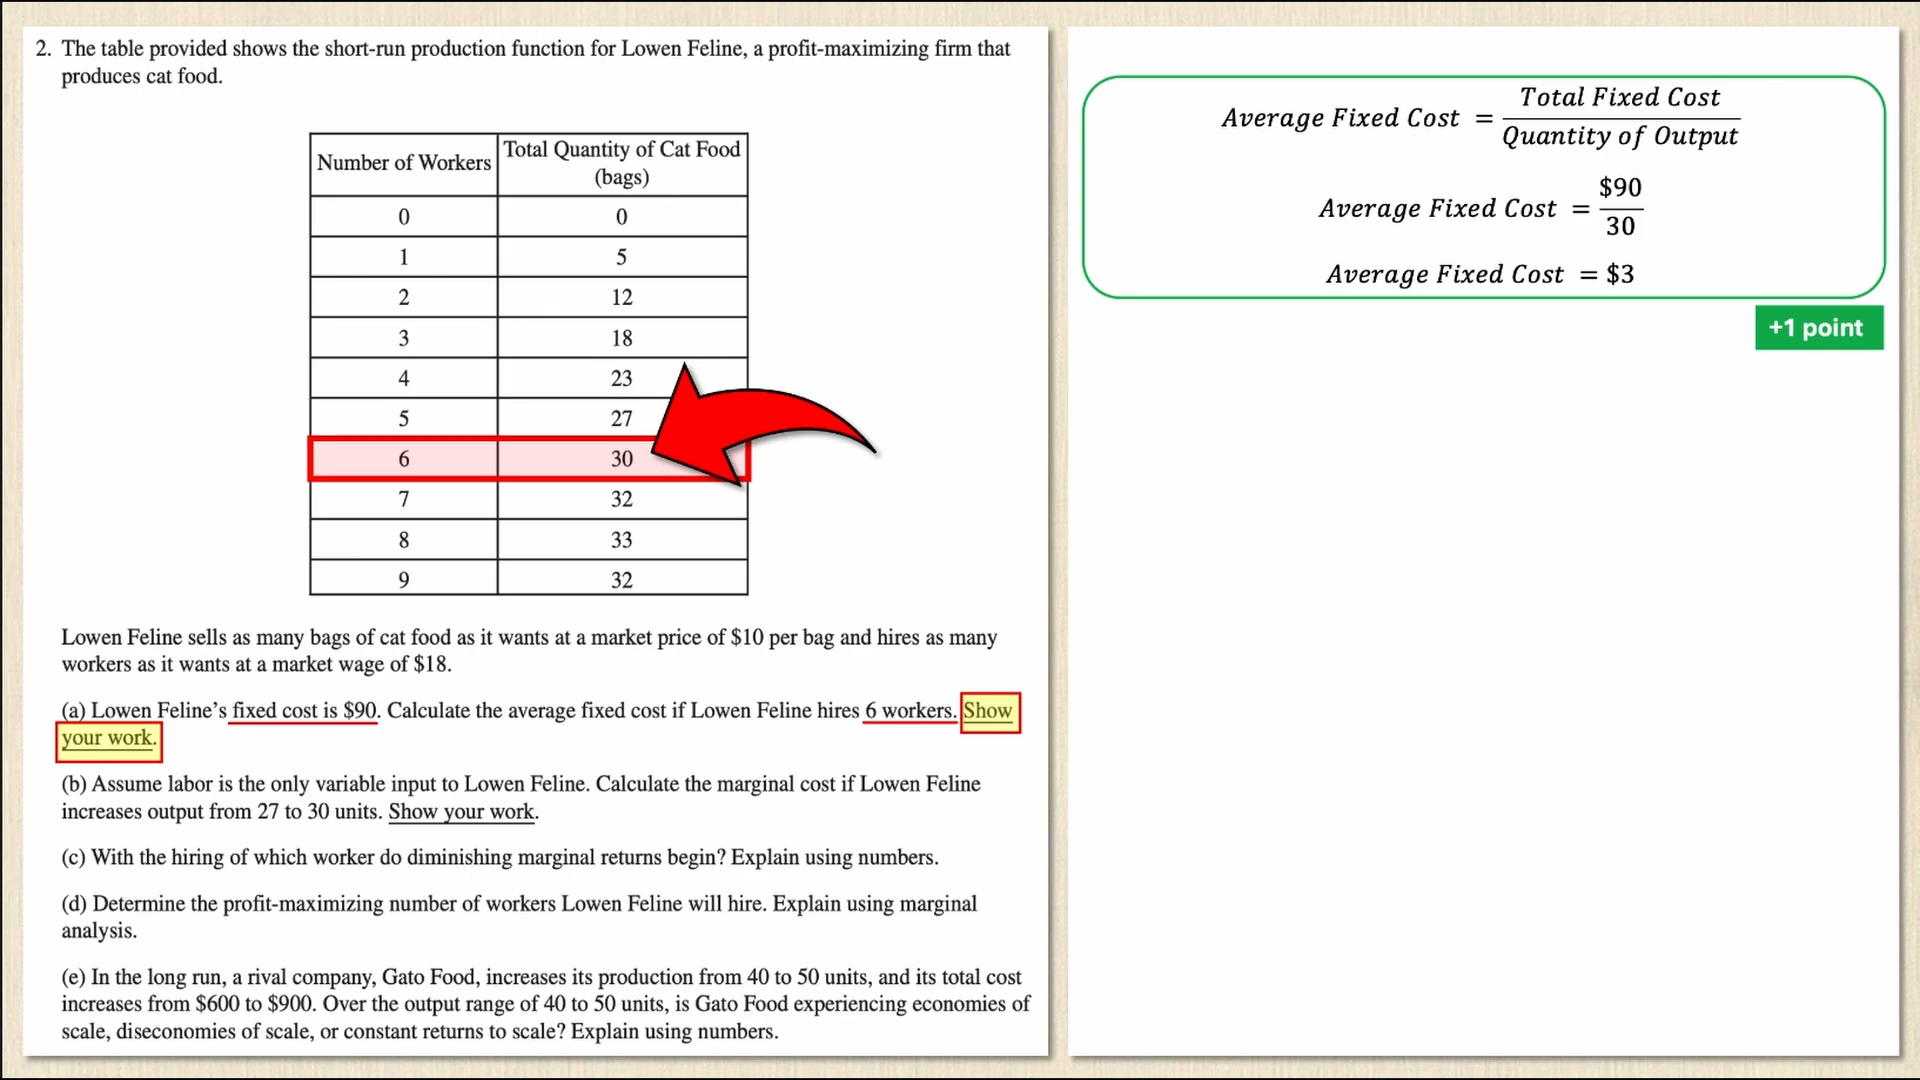 2. The table provided shows the short-run production function for Lowen Feline, a profit-maximizing firm that
produces cat food.
Number of Workers Total Quantity of Cat Food
(bags)
0 0
1 5
2 12
3 18
4 23
5 27
6 30
7 32
8 33
9 32
Lowen Feline sells as many bags of cat food as it wants at a market price of $10 per bag and hires as many
workers as it wants at a market wage of $18.
(a) Lowen Feline’s fixed cost is $90. Calculate the average fixed cost if Lowen Feline hires 6 workers. Show
your work.
(b) Assume labor is the only variable input to Lowen Feline. Calculate the marginal cost if Lowen Feline
increases output from 27 to 30 units. Show your work.
(c) With the hiring of which worker do diminishing marginal returns begin? Explain using numbers.
(d) Determine the profit-maximizing number of workers Lowen Feline will hire. Explain using marginal
analysis.
(e) In the long run, a rival company, Gato Food, increases its production from 40 to 50 units, and its total cost
increases from $600 to $900. Over the output range of 40 to 50 units, is Gato Food experiencing economies of
scale, diseconomies of scale, or constant returns to scale? Explain using numbers.
Total Fixed Cost
Average Fixed Cost =
Quantity of Output
$90
Average Fixed Cost =
30
Average Fixed Cost = $3
+1 point